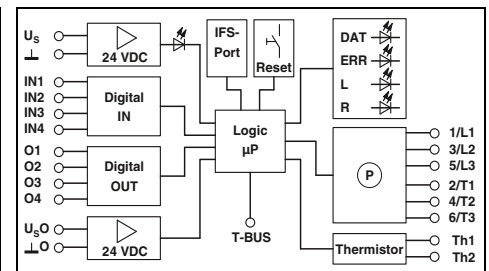 Us
24 VDC
IFS-
Port
Reset
DAT
ERR
L
R
IN1
IN2
IN3
IN4
Digital
IN
Logic
µP
O1
O2
O3
O4
Digital
OUT
P
1/L1
3/L2
5/L3
2/T1
4/T2
6/T3
UsO
O
24 VDC
T-BUS
Thermistor
Th1
Th2